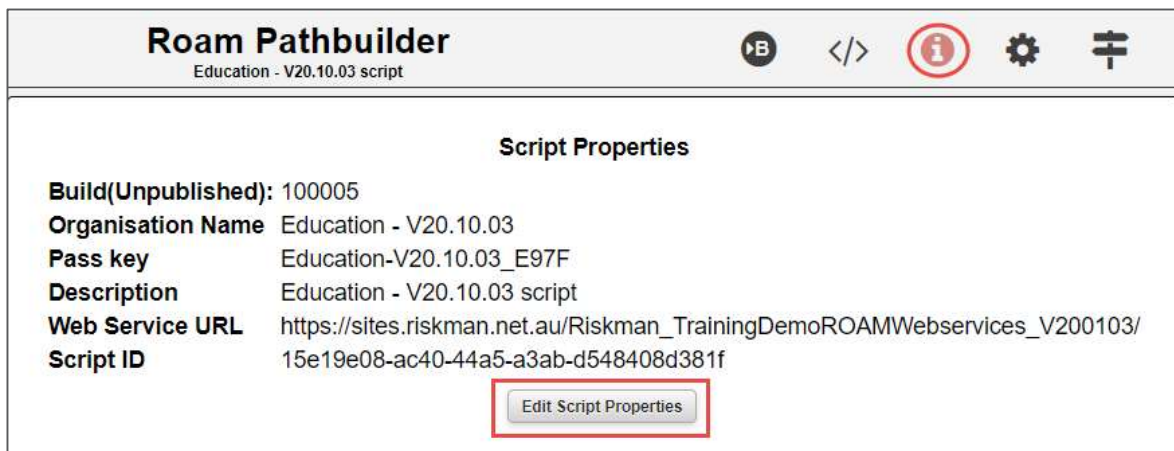 Roam Pathbuilder
Education - V20.10.03 script
B </> i
Script Properties
Build(Unpublished): 100005
Organisation Name Education - V20.10.03
Pass key Education-V20.10.03_E97F
Description Education - V20.10.03 script
Web Service URL https://sites.riskman.net.au/Riskman_TrainingDemoROAMWebservices_V200103/
Script ID 15e19e08-ac40-44a5-a3ab-d548408d381f
Edit Script Properties